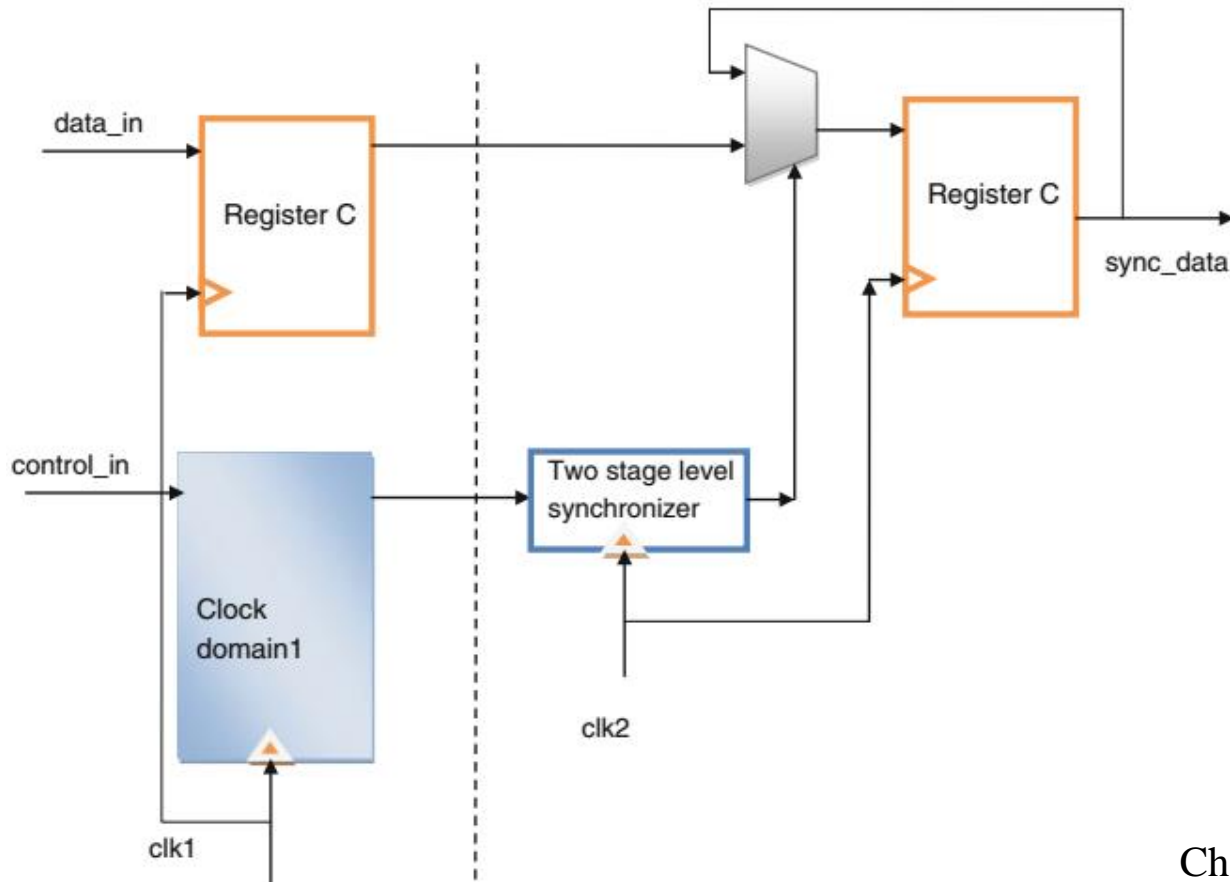 data_in
Register C
Register C
sync_data
control_in
Two stage level
synchronizer
Clock
domain1
clk2
clk1
Ch